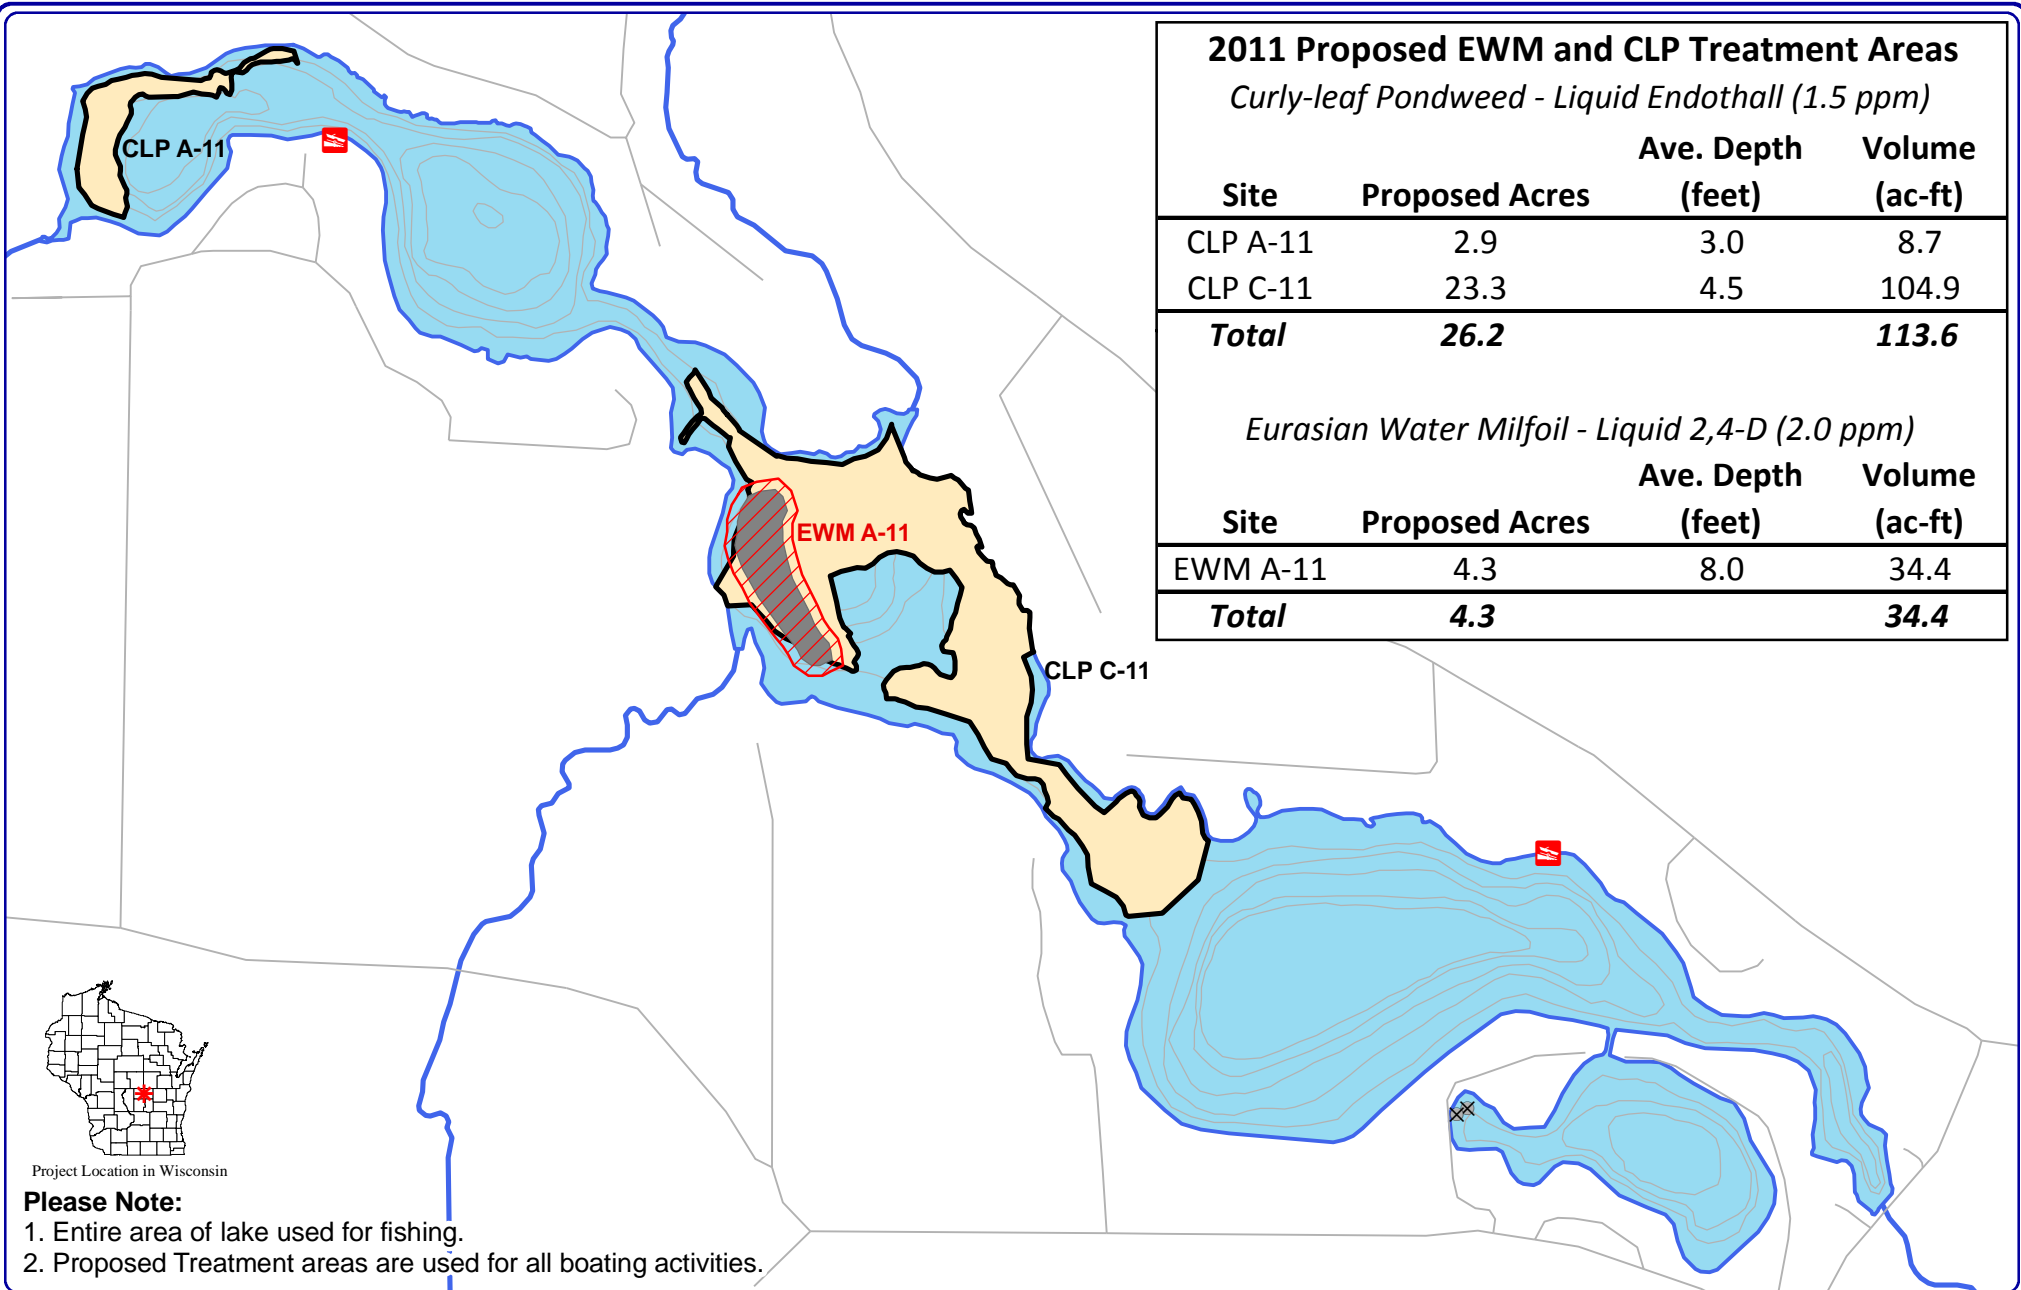 2011 Proposed EWM and CLP Treatment Areas
Curly-leaf Pondweed - Liquid Endothall (1.5 ppm)
Ave. Depth Volume
Site Proposed Acres (feet) (ac-ft)
CLP A-11 2.9 3.0 8.7
CLP C-11 23.3 4.5 104.9
Total 26.2 113.6
Eurasian Water Milfoil - Liquid 2,4-D (2.0 ppm)
Ave. Depth Volume
Site Proposed Acres (feet) (ac-ft)
EWM A-11 4.3 8.0 34.4
Total 4.3 34.4
CLP A-11
EWM A-11
CLP C-11
Project Location in Wisconsin
Please Note:
1. Entire area of lake used for fishing.
2. Proposed Treatment areas are used for all boating activities.